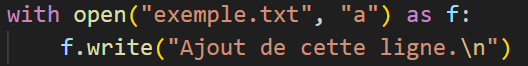 with open("exemple.txt", "a") as f:
    f.write("Ajout de cette ligne.\n")